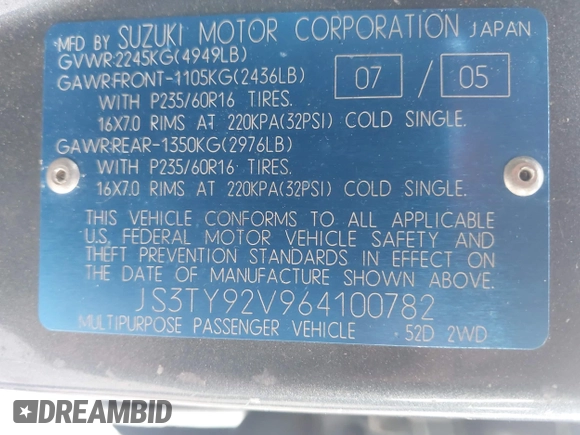 MFD BY SUZUKI MOTOR CORPORATION JAPAN
GVWR:2245KG(4949LB)
GAWR:FRONT-1105KG(2436LB) 07 / 05
WITH P235/60R16 TIRES.
16X7.0 RIMS AT 220KPA(32PSI) COLD SINGLE.
GAWR:REAR-1350KG(2976LB)
WITH P235/60R16 TIRES.
16X7.0 RIMS AT 220KPA(32PSI) COLD SINGLE.
THIS VEHICLE CONFORMS TO ALL APPLICABLE
U.S. FEDERAL MOTOR VEHICLE SAFETY AND
THEFT PREVENTION STANDARDS IN EFFECT ON
THE DATE OF MANUFACTURE SHOWN ABOVE.
JS3TY92V964100782
MULTIPURPOSE PASSENGER VEHICLE 52D 2WD
DREAMBID